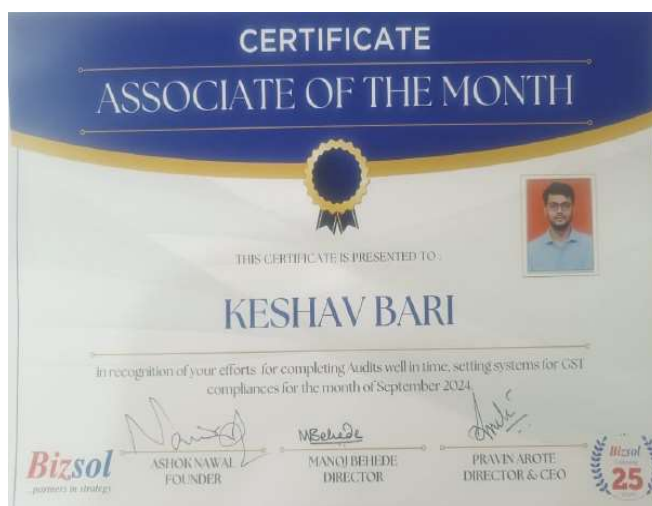 CERTIFICATE
ASSOCIATE OF THE MONTH
THIS CERTIFICATE IS PRESENTED TO :
KESHAV BARI
In recognition of your efforts for completing Audits well in time, setting systems for GST
compliances for the month of September 2024.
MBehede
ASHOK NAWAL
FOUNDER
MANOJ BEHEDE
DIRECTOR
PRAVIN AROTE
DIRECTOR & CEO
Bizsol
...partners in strategy
Bizsol
25